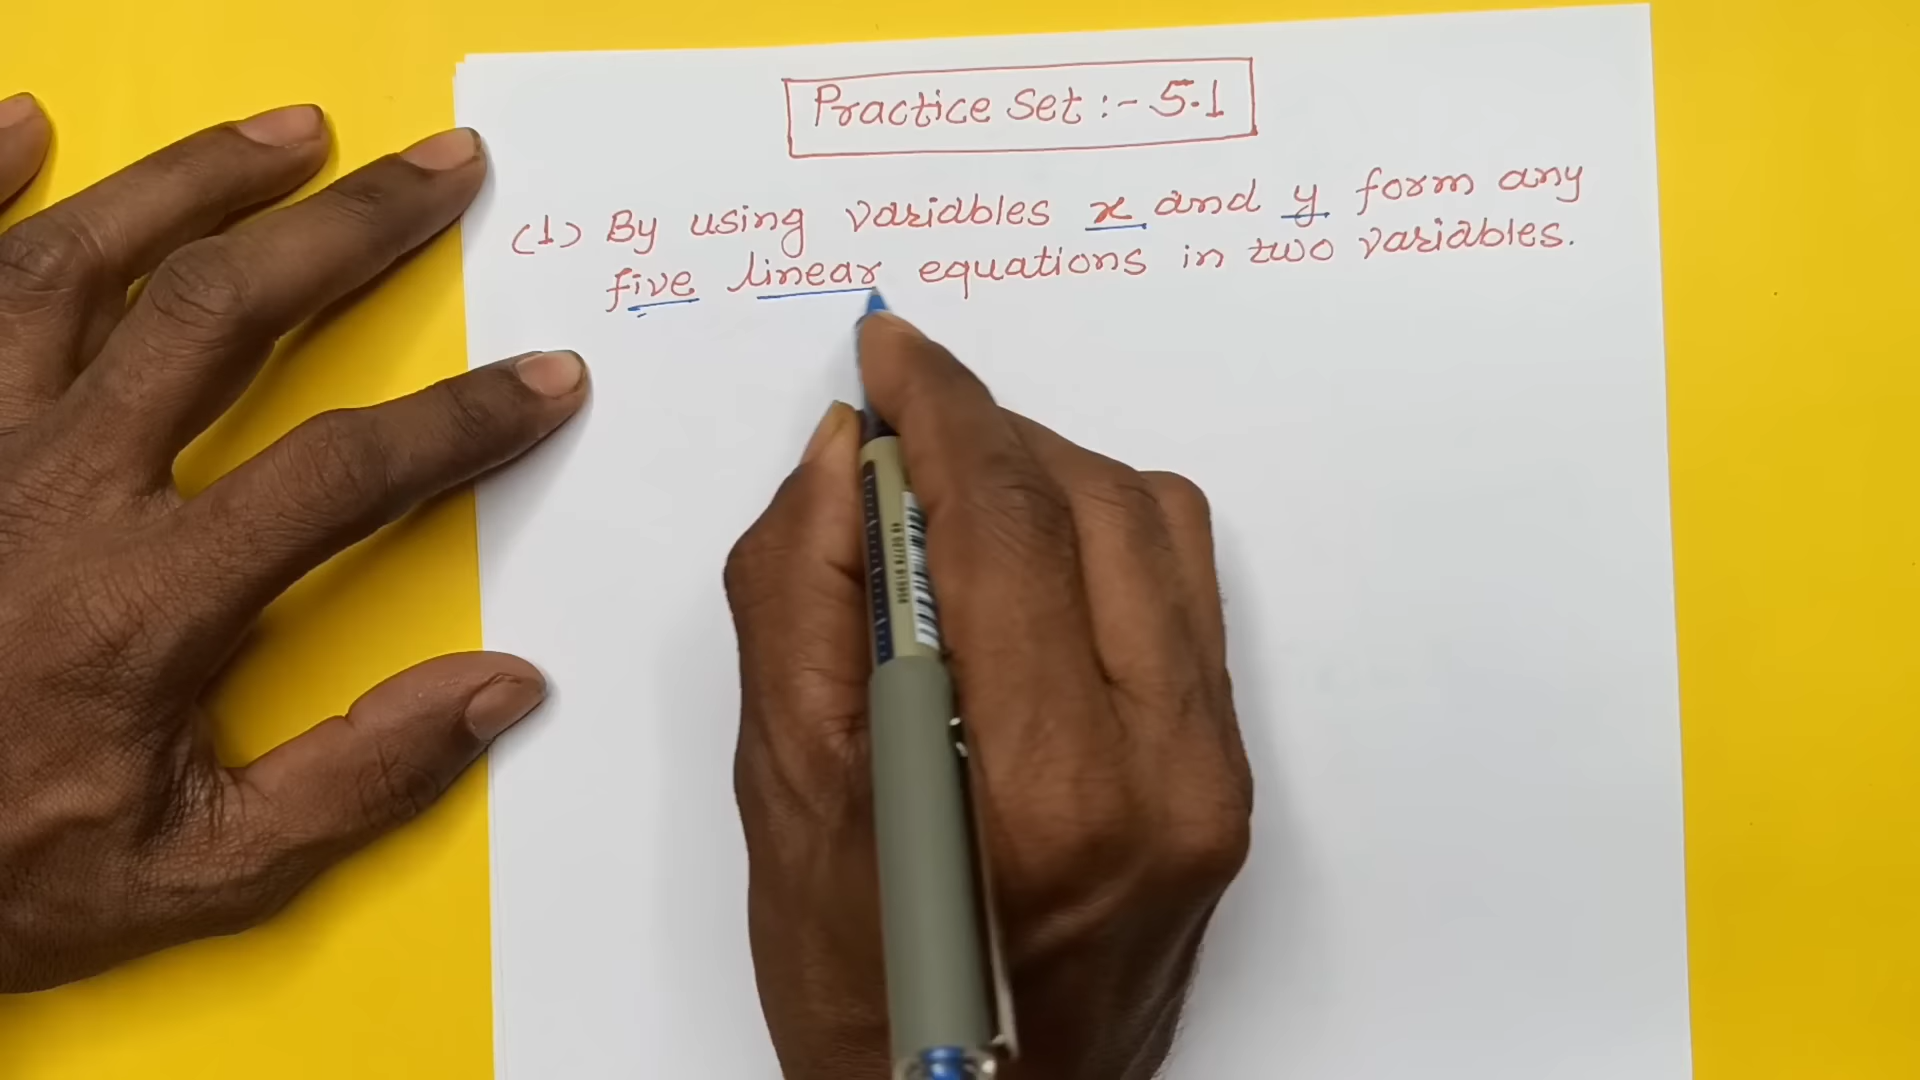 Practice Set :- 5.1
(1) By using variables x and y form any
five linear equations in two variables.